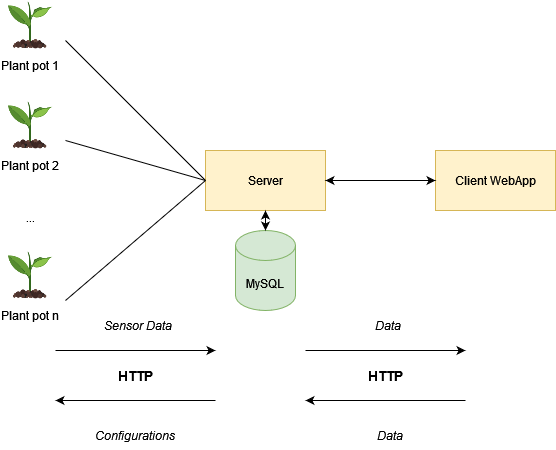 Plant pot 1
Plant pot 2
...
Plant pot n
Server
Client WebApp
MySQL
Sensor Data
Data
HTTP
HTTP
Configurations
Data